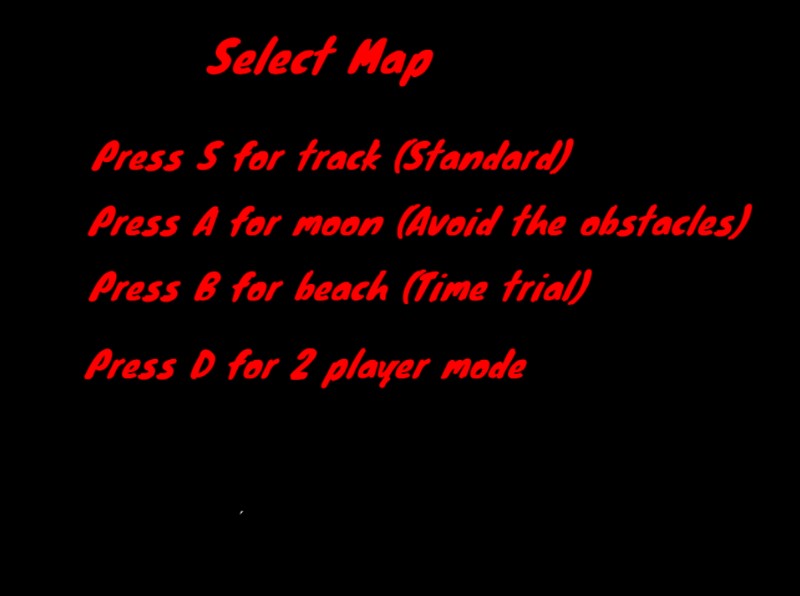 Select Map
Press S for track (Standard)
Press A for moon (Avoid the obstacles)
Press B for beach (Time trial)
Press D for 2 player mode